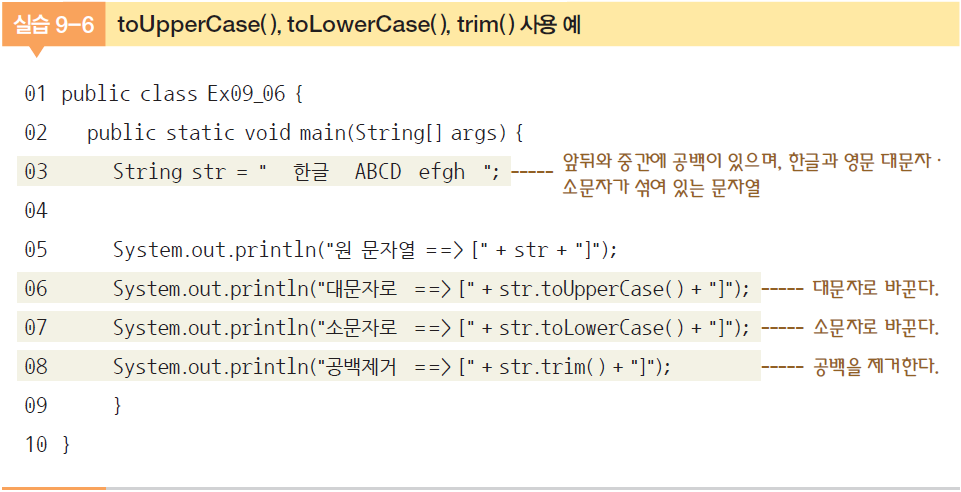 실습 9-6 toUpperCase(), toLowerCase(), trim() 사용 예
01 public class Ex09_06 {
02 public static void main(String[] args) {
03 String str = " 한글 ABCD efgh "; ----- 앞뒤와 중간에 공백이 있으며, 한글과 영문 대문자·
소문자가 섞여 있는 문자열
04
05 System.out.println("원 문자열 ==> [" + str + "]");
06 System.out.println("대문자로 ==> [" + str.toUpperCase() + "]"); ----- 대문자로 바꾼다.
07 System.out.println("소문자로 ==> [" + str.toLowerCase() + "]"); ----- 소문자로 바꾼다.
08 System.out.println("공백제거 ==> [" + str.trim() + "]"); ----- 공백을 제거한다.
09 }
10 }